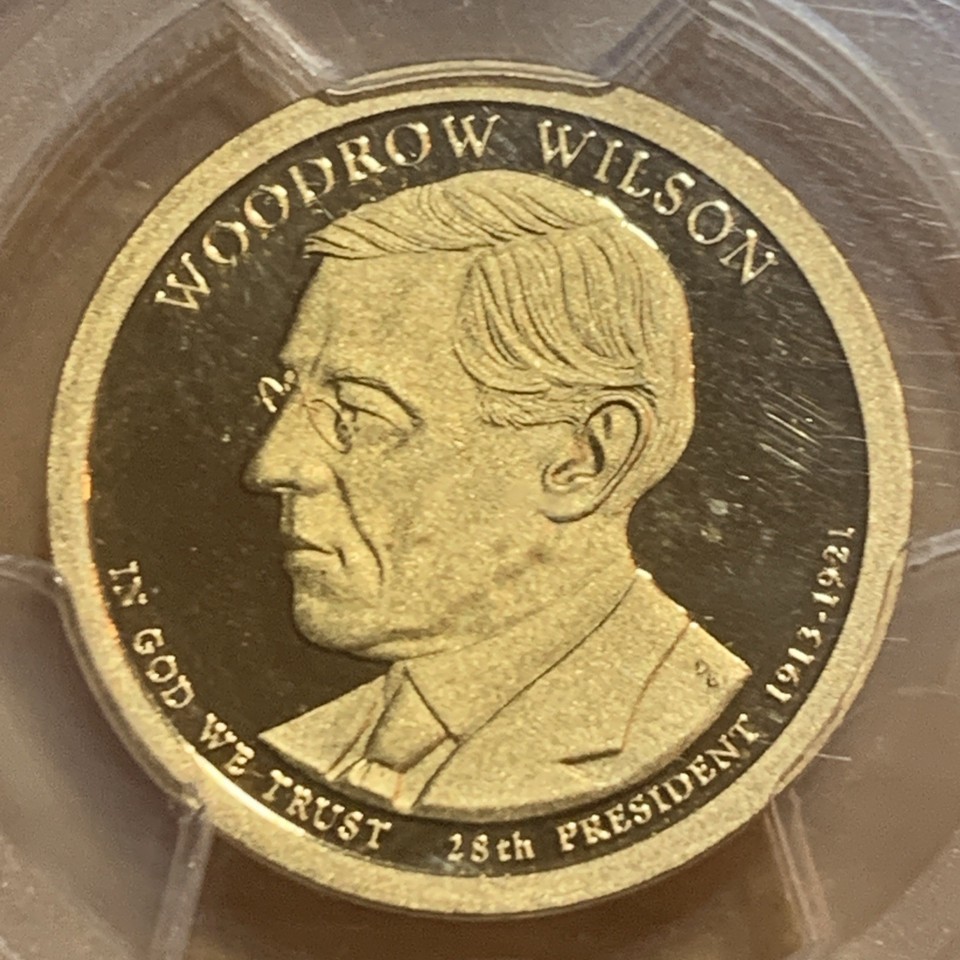 WOODROW WILSON
IN GOD WE TRUST
28th PRESIDENT 1913-1921